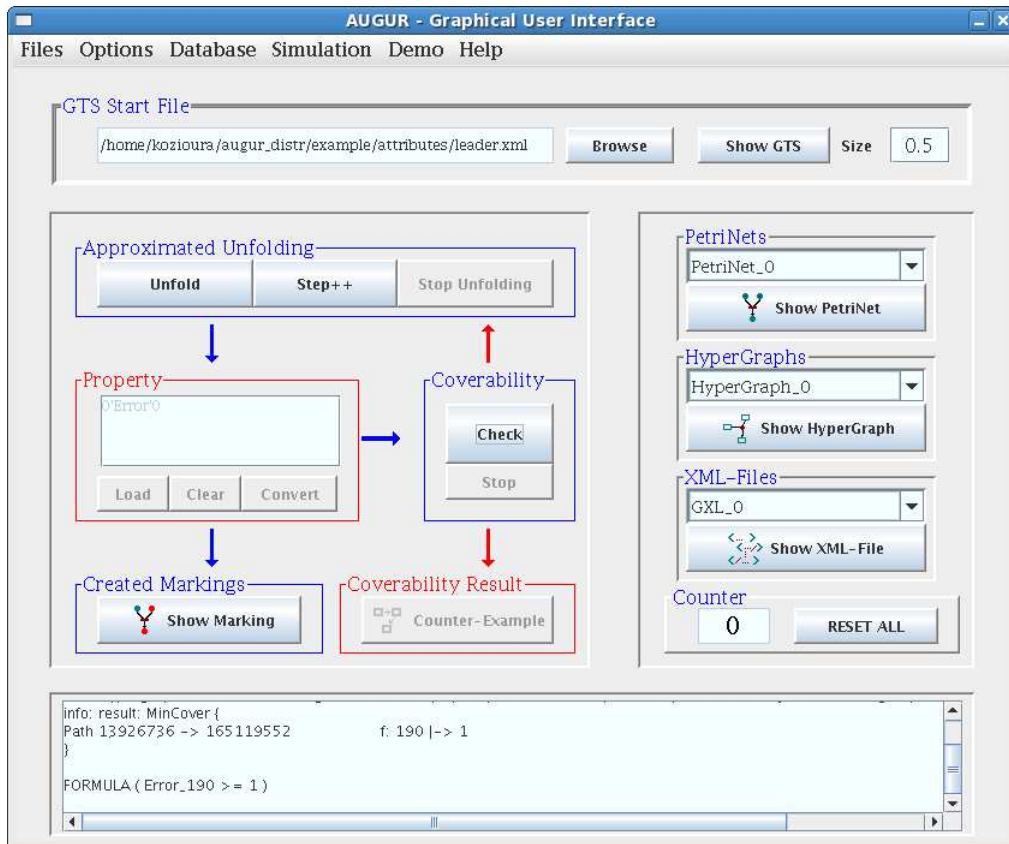 AUGUR - Graphical User Interface
Files Options Database Simulation Demo Help
GTS Start File
/home/kozioura/augur_distr/example/attributes/leader.xml Browse Show GTS Size 0.5
Approximated Unfolding
Unfold Step++ Stop Unfolding
Property
0'Error'0
Load Clear Convert
Coverability
Check
Stop
Created Markings
Show Marking
Coverability Result
Counter-Example
PetriNets
PetriNet_0
Show PetriNet
HyperGraphs
HyperGraph_0
Show HyperGraph
XML-Files
GXL_0
Show XML-File
Counter
0 RESET ALL
info: result: MinCover {
Path 13926736 -> 165119552 f: 190 |-> 1
}
FORMULA ( Error_190 >= 1 )